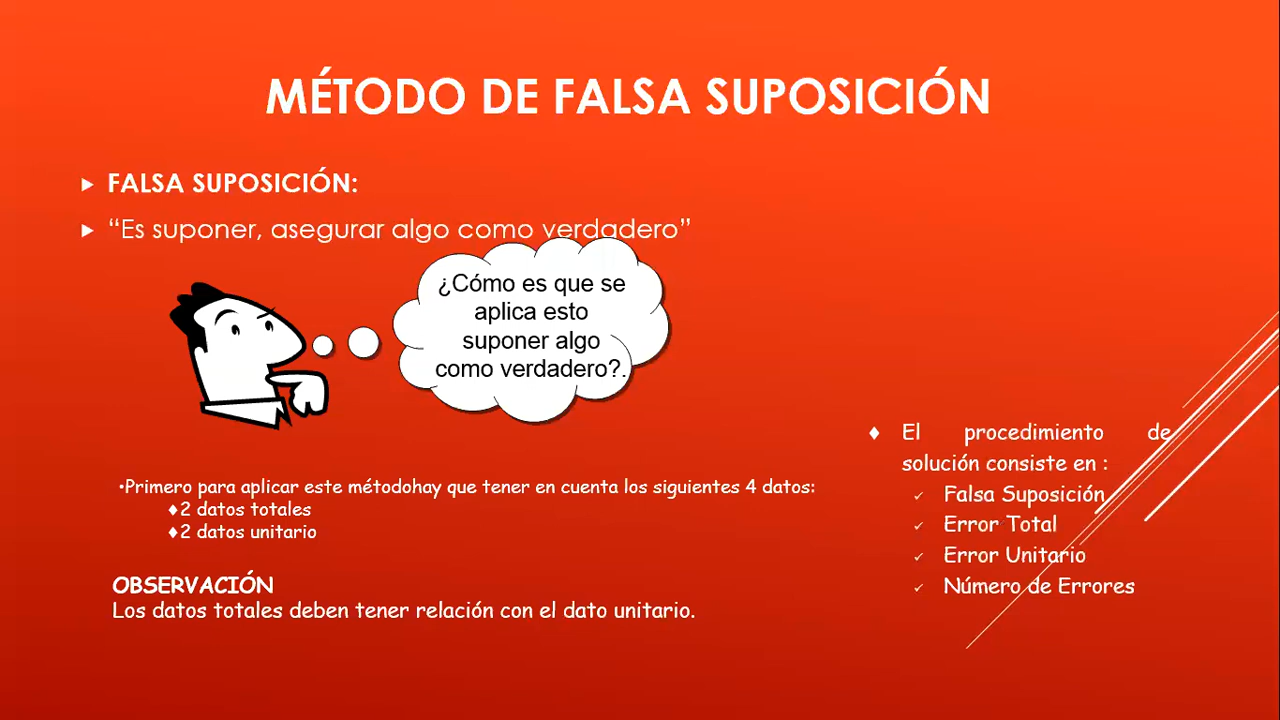 MÉTODO DE FALSA SUPOSICIÓN
FALSA SUPOSICIÓN:
“Es suponer, asegurar algo como verdadero”
¿Cómo es que se
aplica esto
suponer algo
como verdadero?.
•Primero para aplicar este métodohay que tener en cuenta los siguientes 4 datos:
♦2 datos totales
♦2 datos unitario
OBSERVACIÓN
Los datos totales deben tener relación con el dato unitario.
♦ El procedimiento de
solución consiste en :
✓ Falsa Suposición
✓ Error Total
✓ Error Unitario
✓ Número de Errores